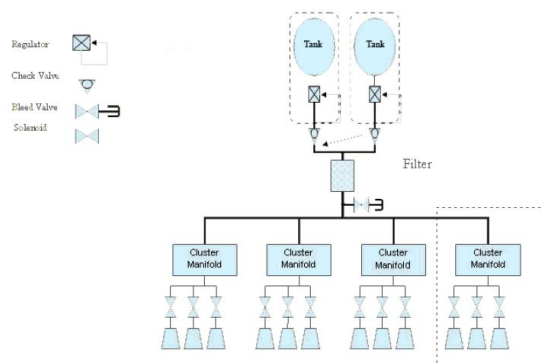 Regulator
Check Valve
Bleed Valve
Solenoid
Tank
Tank
Filter
Cluster
Manifold
Cluster
Manifold
Cluster
Manifold
Cluster
Manifold